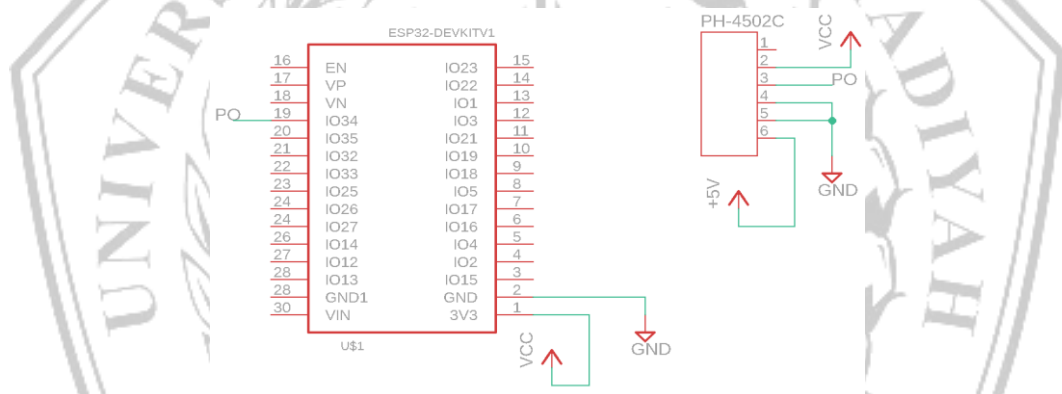 ESP32-DEVKITV1
16 EN IO23 15
17 VP IO22 14
18 VN IO1 13
PO 19 IO34 IO3 12
20 IO35 IO21 11
21 IO32 IO19 10
22 IO33 IO18 9
23 IO25 IO5 8
24 IO26 IO17 7
24 IO27 IO16 6
26 IO14 IO4 5
27 IO12 IO2 4
28 IO13 IO15 3
28 GND1 GND 2
30 VIN 3V3 1
U$1
VCC
GND
PH-4502C
VCC
1
2
3 PO
4
5
6
+5V
GND
UNIVER
ADIYAH